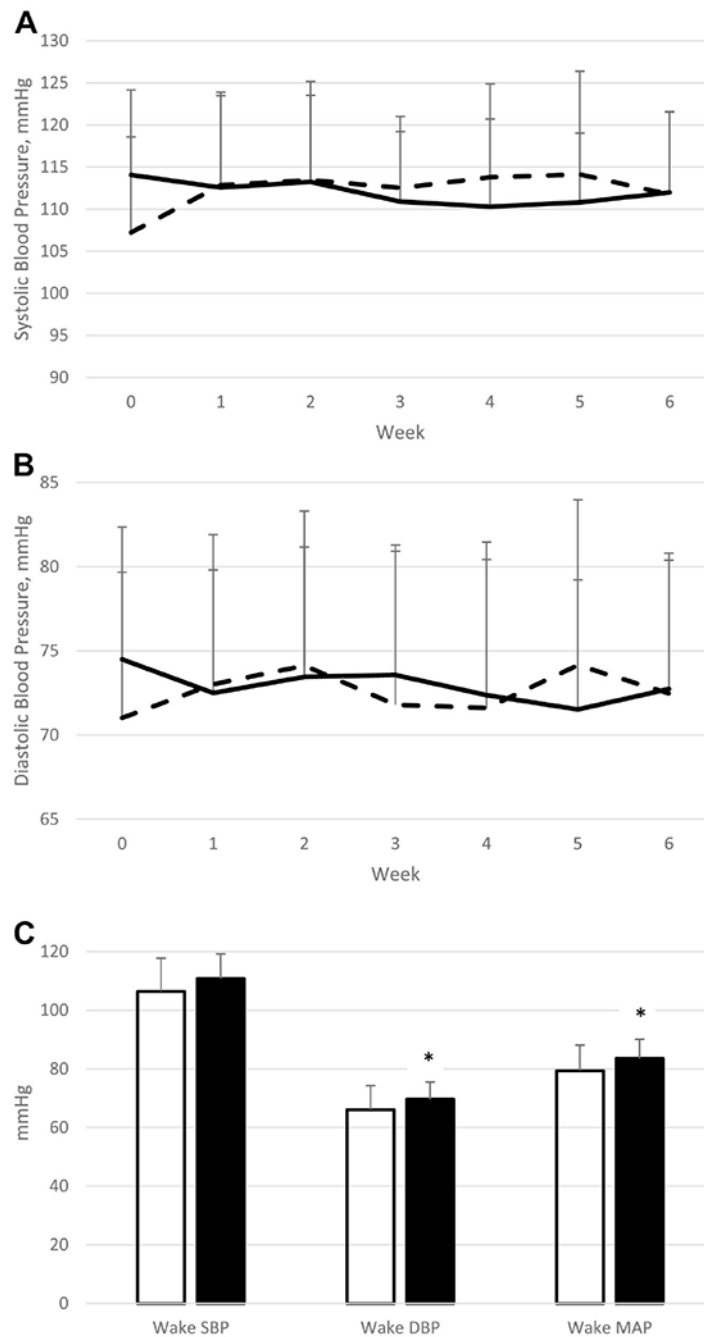 A
Systolic Blood Pressure, mmHg
130
125
120
115
110
105
100
95
90
0 1 2 3 4 5 6
Week
B
Diastolic Blood Pressure, mmHg
85
80
75
70
65
0 1 2 3 4 5 6
Week
C
mmHg
120
100
80
60
40
20
0
*
*
Wake SBP Wake DBP Wake MAP